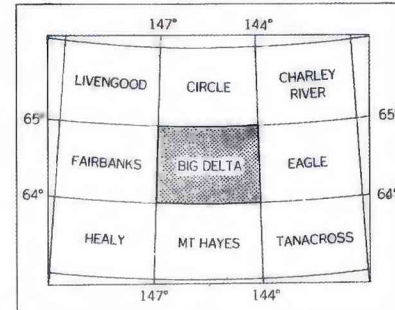 147° 144°
LIVENGOOD CIRCLE CHARLEY
RIVER
65° 65°
FAIRBANKS BIG DELTA EAGLE
64° 64°
HEALY MT HAYES TANACROSS
147° 144°